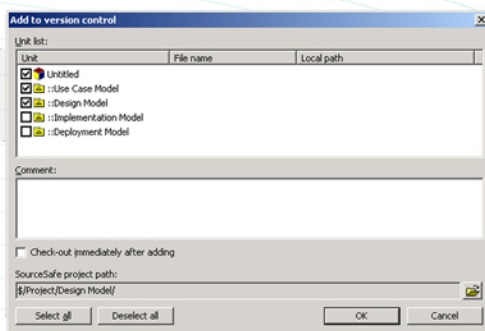 Add to version control
Unit list:
Unit File name Local path
Untitled
::Use Case Model
::Design Model
::Implementation Model
::Deployment Model
Comment:
Check-out immediately after adding
SourceSafe project path:
$/Project/Design Model/
Select all Deselect all OK Cancel